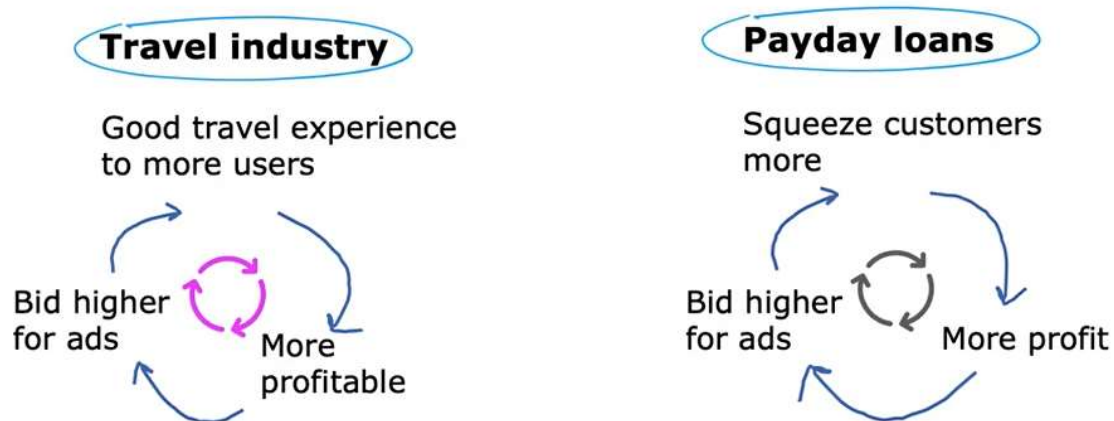 Travel industry
Good travel experience
to more users
Bid higher
for ads
More
profitable
Payday loans
Squeeze customers
more
Bid higher
for ads
More profit